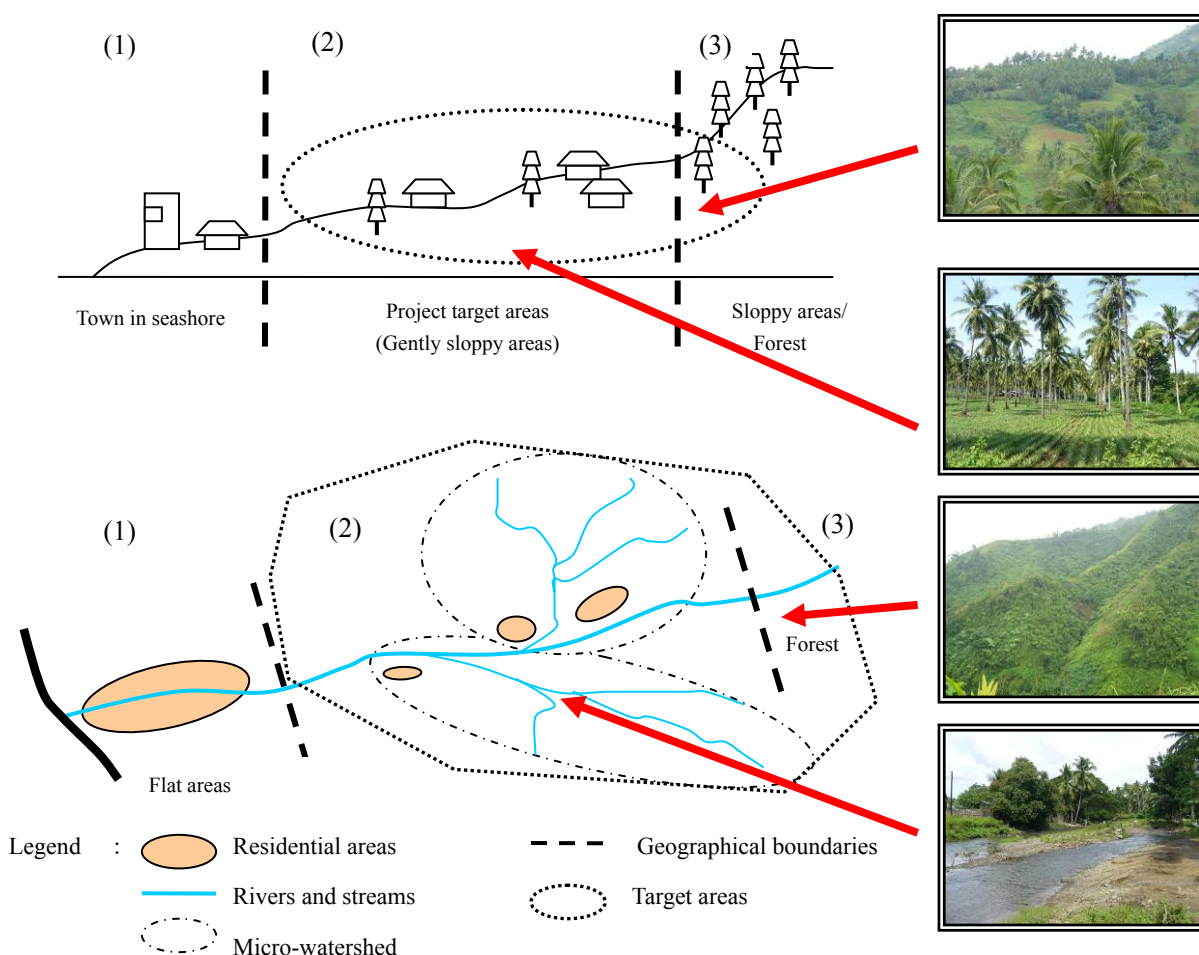 (1)
(2)
(3)
Town in seashore
Project target areas
(Gently sloppy areas)
Sloppy areas/
Forest
(1)
(2)
(3)
Forest
Flat areas
Legend :
Residential areas
Geographical boundaries
Rivers and streams
Target areas
Micro-watershed